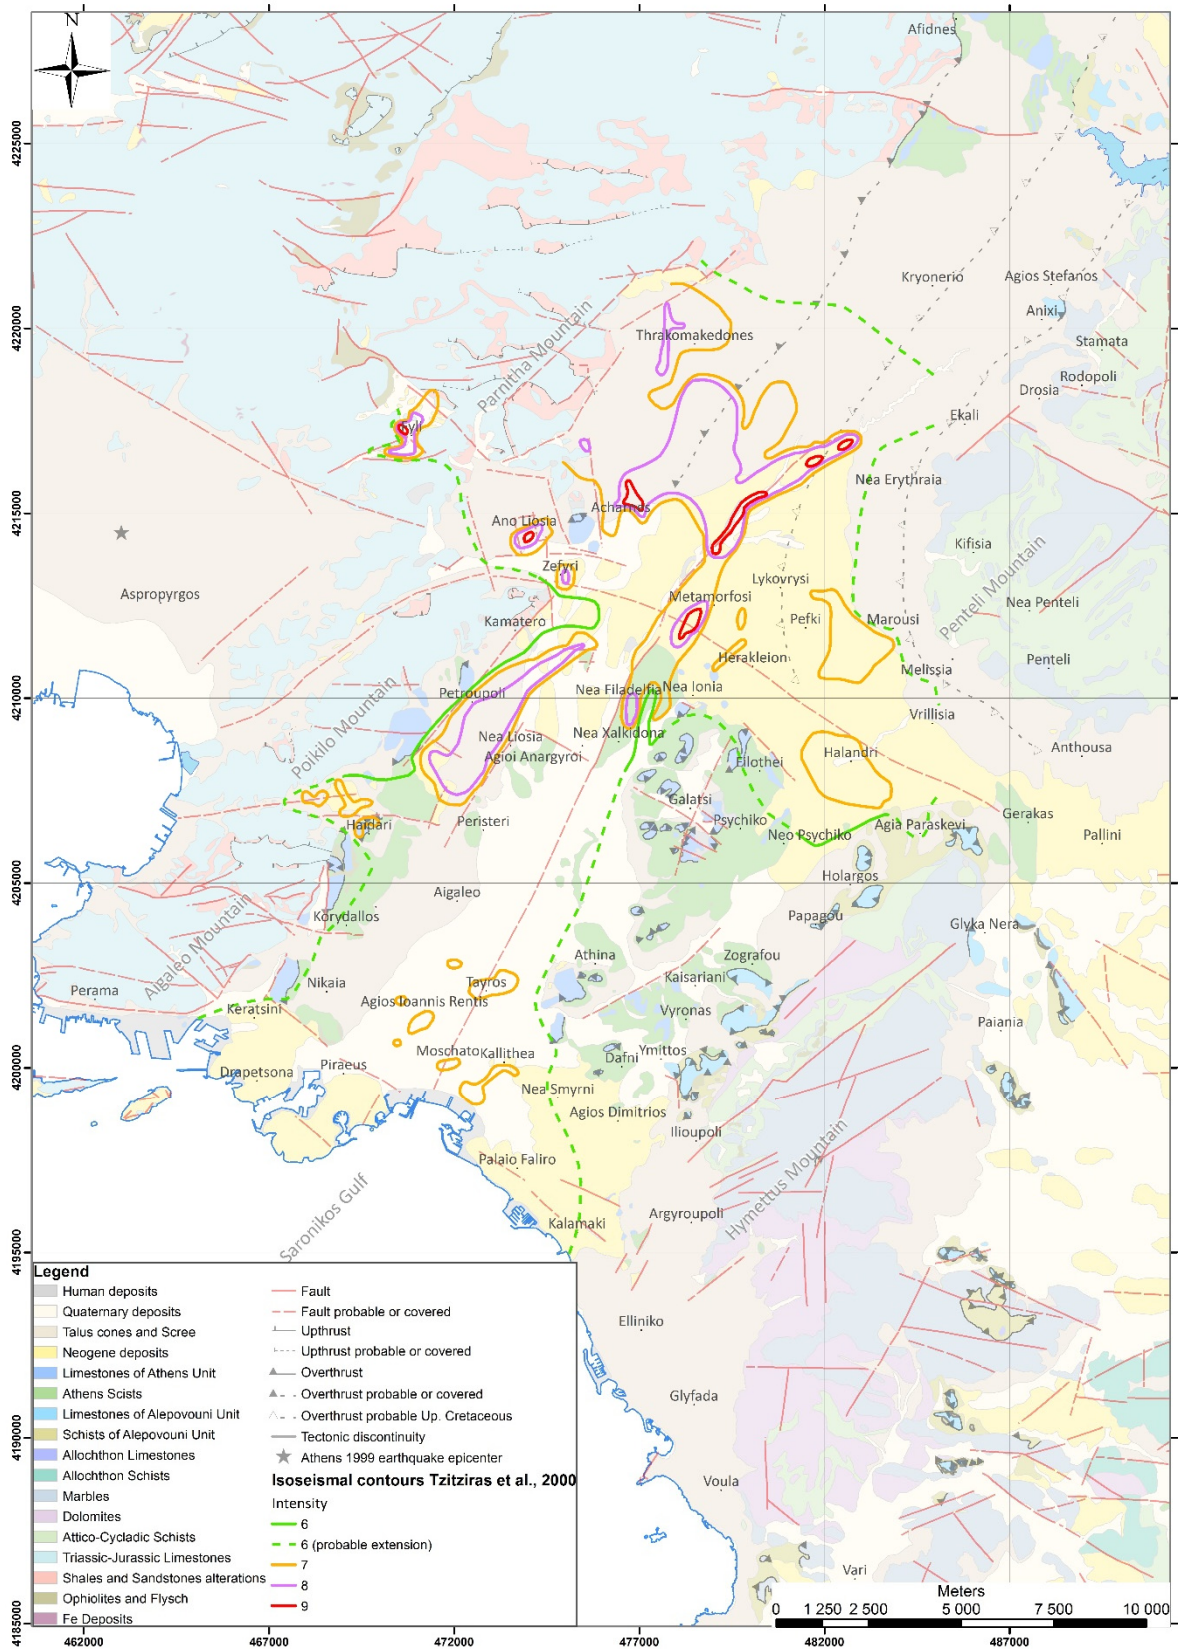 N
Afidnes
4225000
Kryonerio
Agios Stefanos
Anixi
4220000
Thrakomakedones
Stamata
Parnitha Mountain
Rodopoli
Drosia
Ekali
Fyli
Nea Erythraia
4215000
Acharnes
Ano Liosia
Kifisia
Zefyri
Lykovrysi
Aspropyrgos
Metamorfosi
Nea Penteli
Penteli Mountain
Kamatero
Pefki
Marousi
Herakleion
Melissia
Penteli
4210000
Petroupoli
Nea Filadelfia
Nea Ionia
Poikilo Mountain
Vrillisia
Nea Liosia
Nea Xalkidona
Anthousa
Agioi Anargyroi
Halandri
Filothei
Galatsi
Haidari
Peristeri
Psychiko
Neo Psychiko
Agia Paraskevi
Gerakas
Pallini
4205000
Aigaleo
Holargos
Korydallos
Papagou
Glyka Nera
Aigaleo Mountain
Athina
Zografou
Kaisariani
Perama
Nikaia
Tayros
Agios Ioannis Rentis
Keratsini
Vyronas
Paiania
4200000
Drapetsona
Piraeus
Moschato
Kallithea
Dafni
Ymittos
Nea Smyrni
Agios Dimitrios
Ilioupoli
Palaio Faliro
Hymettus Mountain
Saronikos Gulf
Kalamaki
Argyroupoli
4195000
Elliniko
Glyfada
4190000
Voula
Vari
4185000
Legend
Human deposits
Quaternary deposits
Talus cones and Scree
Neogene deposits
Limestones of Athens Unit
Athens Scists
Limestones of Alepovouni Unit
Schists of Alepovouni Unit
Allochthon Limestones
Allochthon Schists
Marbles
Dolomites
Attico-Cycladic Schists
Triassic-Jurassic Limestones
Shales and Sandstones alterations
Ophiolites and Flysch
Fe Deposits
Fault
Fault probable or covered
Upthrust
Upthrust probable or covered
Overthrust
Overthrust probable or covered
Overthrust probable Up. Cretaceous
Tectonic discontinuity
Athens 1999 earthquake epicenter
Isoseismal contours Tzitziras et al., 2000
Intensity
6
6 (probable extension)
7
8
9
Meters
0 1 250 2 500 5 000 7 500 10 000
462000 467000 472000 477000 482000 487000